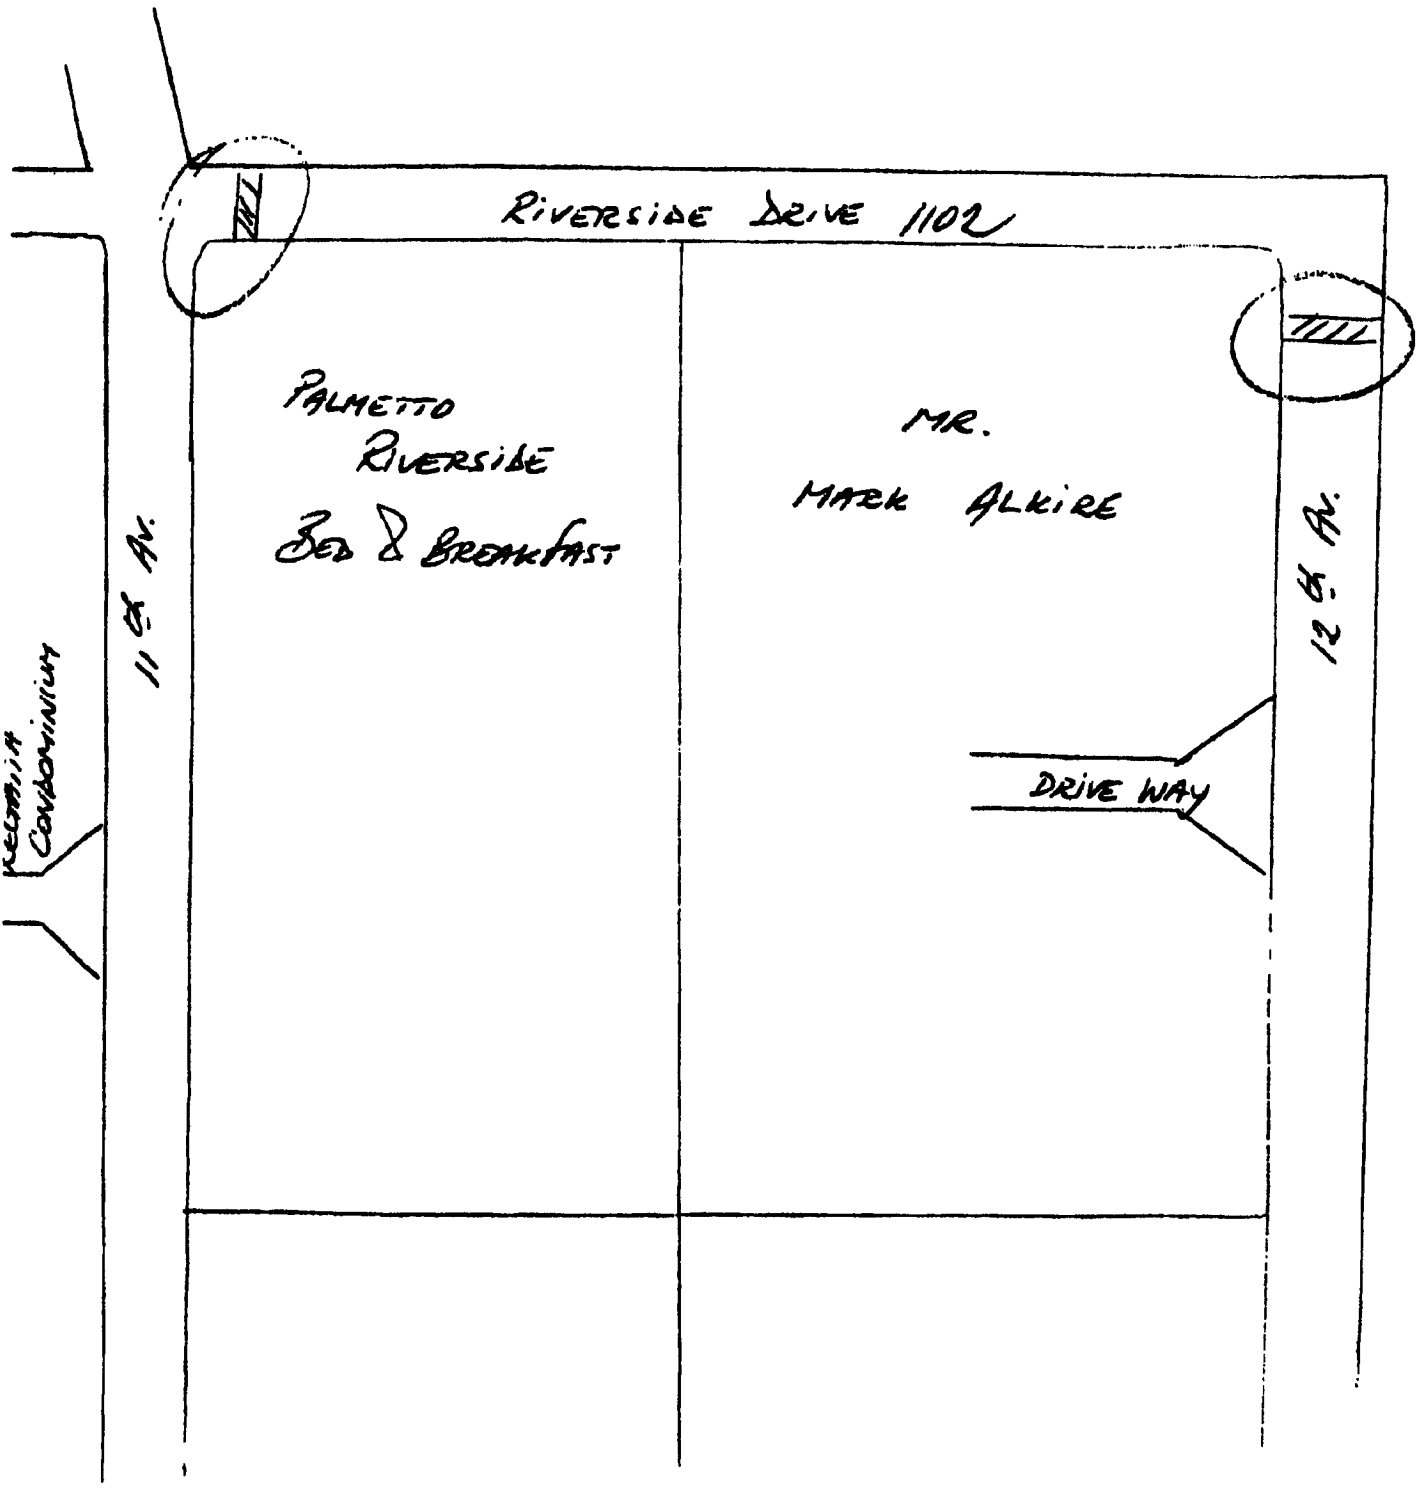 RiVERSiDE DRiVE 1102
PALMETTO
RiVERSiDE
BED & BREAKFAST
MR.
MARK ALKiRE
11th Av.
12th Av.
CONDOMINIUM
DRiVE WAY